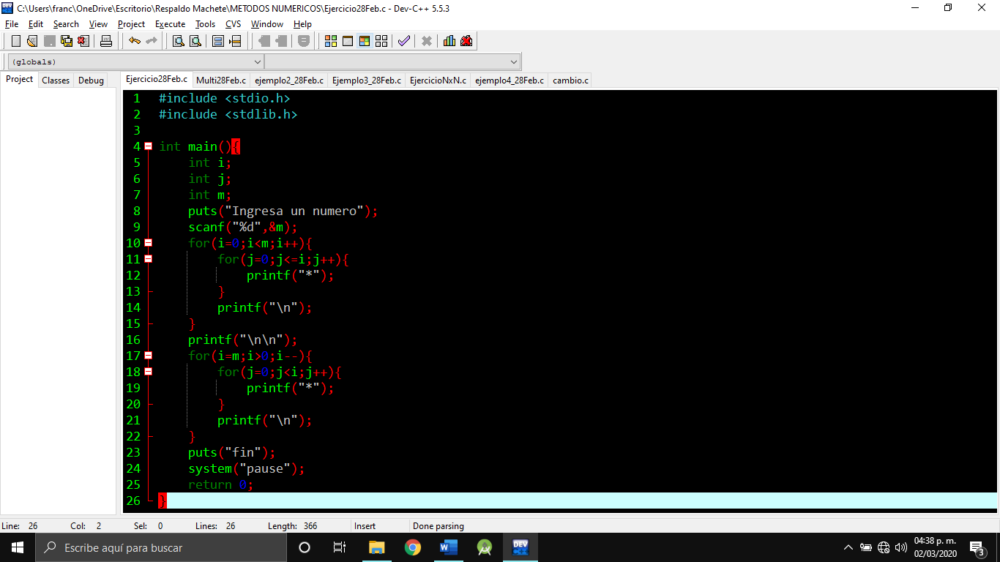 C:\Users\franc\OneDrive\Escritorio\Respaldo Machete\METODOS NUMERICOS\Ejercicio28Feb.c - Dev-C++ 5.5.3
File Edit Search View Project Execute Tools CVS Window Help
(globals)
Project Classes Debug
Ejercicio28Feb.c Multi28Feb.c ejemplo2_28Feb.c Ejemplo3_28Feb.c EjercicioNxN.c ejemplo4_28Feb.c cambio.c
1 #include <stdio.h>
2 #include <stdlib.h>
3
4 int main(){
5     int i;
6     int j;
7     int m;
8     puts("Ingresa un numero");
9     scanf("%d",&m);
10     for(i=0;i<m;i++){
11         for(j=0;j<=i;j++){
12             printf("*");
13         }
14         printf("\n");
15     }
16     printf("\n\n");
17     for(i=m;i>0;i--){
18         for(j=0;j<i;j++){
19             printf("*");
20         }
21         printf("\n");
22     }
23     puts("fin");
24     system("pause");
25     return 0;
26 }
Line: 26 Col: 2 Sel: 0 Lines: 26 Length: 366 Insert Done parsing
Escribe aquí para buscar
DEV C++
04:38 p. m.
02/03/2020
3